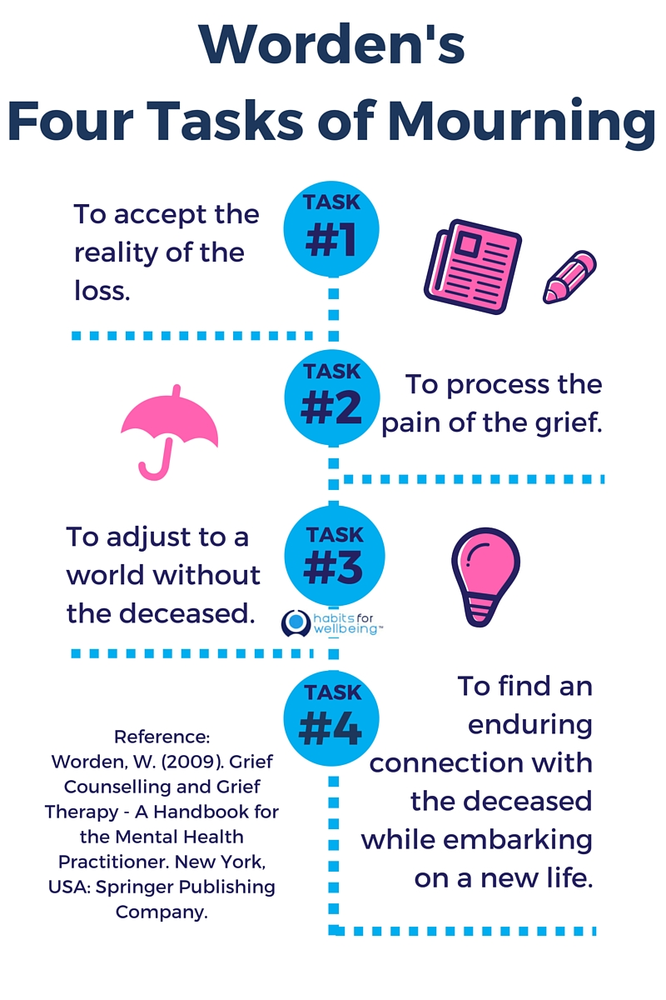 Worden's
Four Tasks of Mourning
TASK
#1
To accept the
reality of the
loss.
TASK
#2
To process the
pain of the grief.
TASK
#3
To adjust to a
world without
the deceased.
habits for
wellbeing™
TASK
#4
To find an
enduring
connection with
the deceased
while embarking
on a new life.
Reference:
Worden, W. (2009). Grief
Counselling and Grief
Therapy - A Handbook for
the Mental Health
Practitioner. New York,
USA: Springer Publishing
Company.